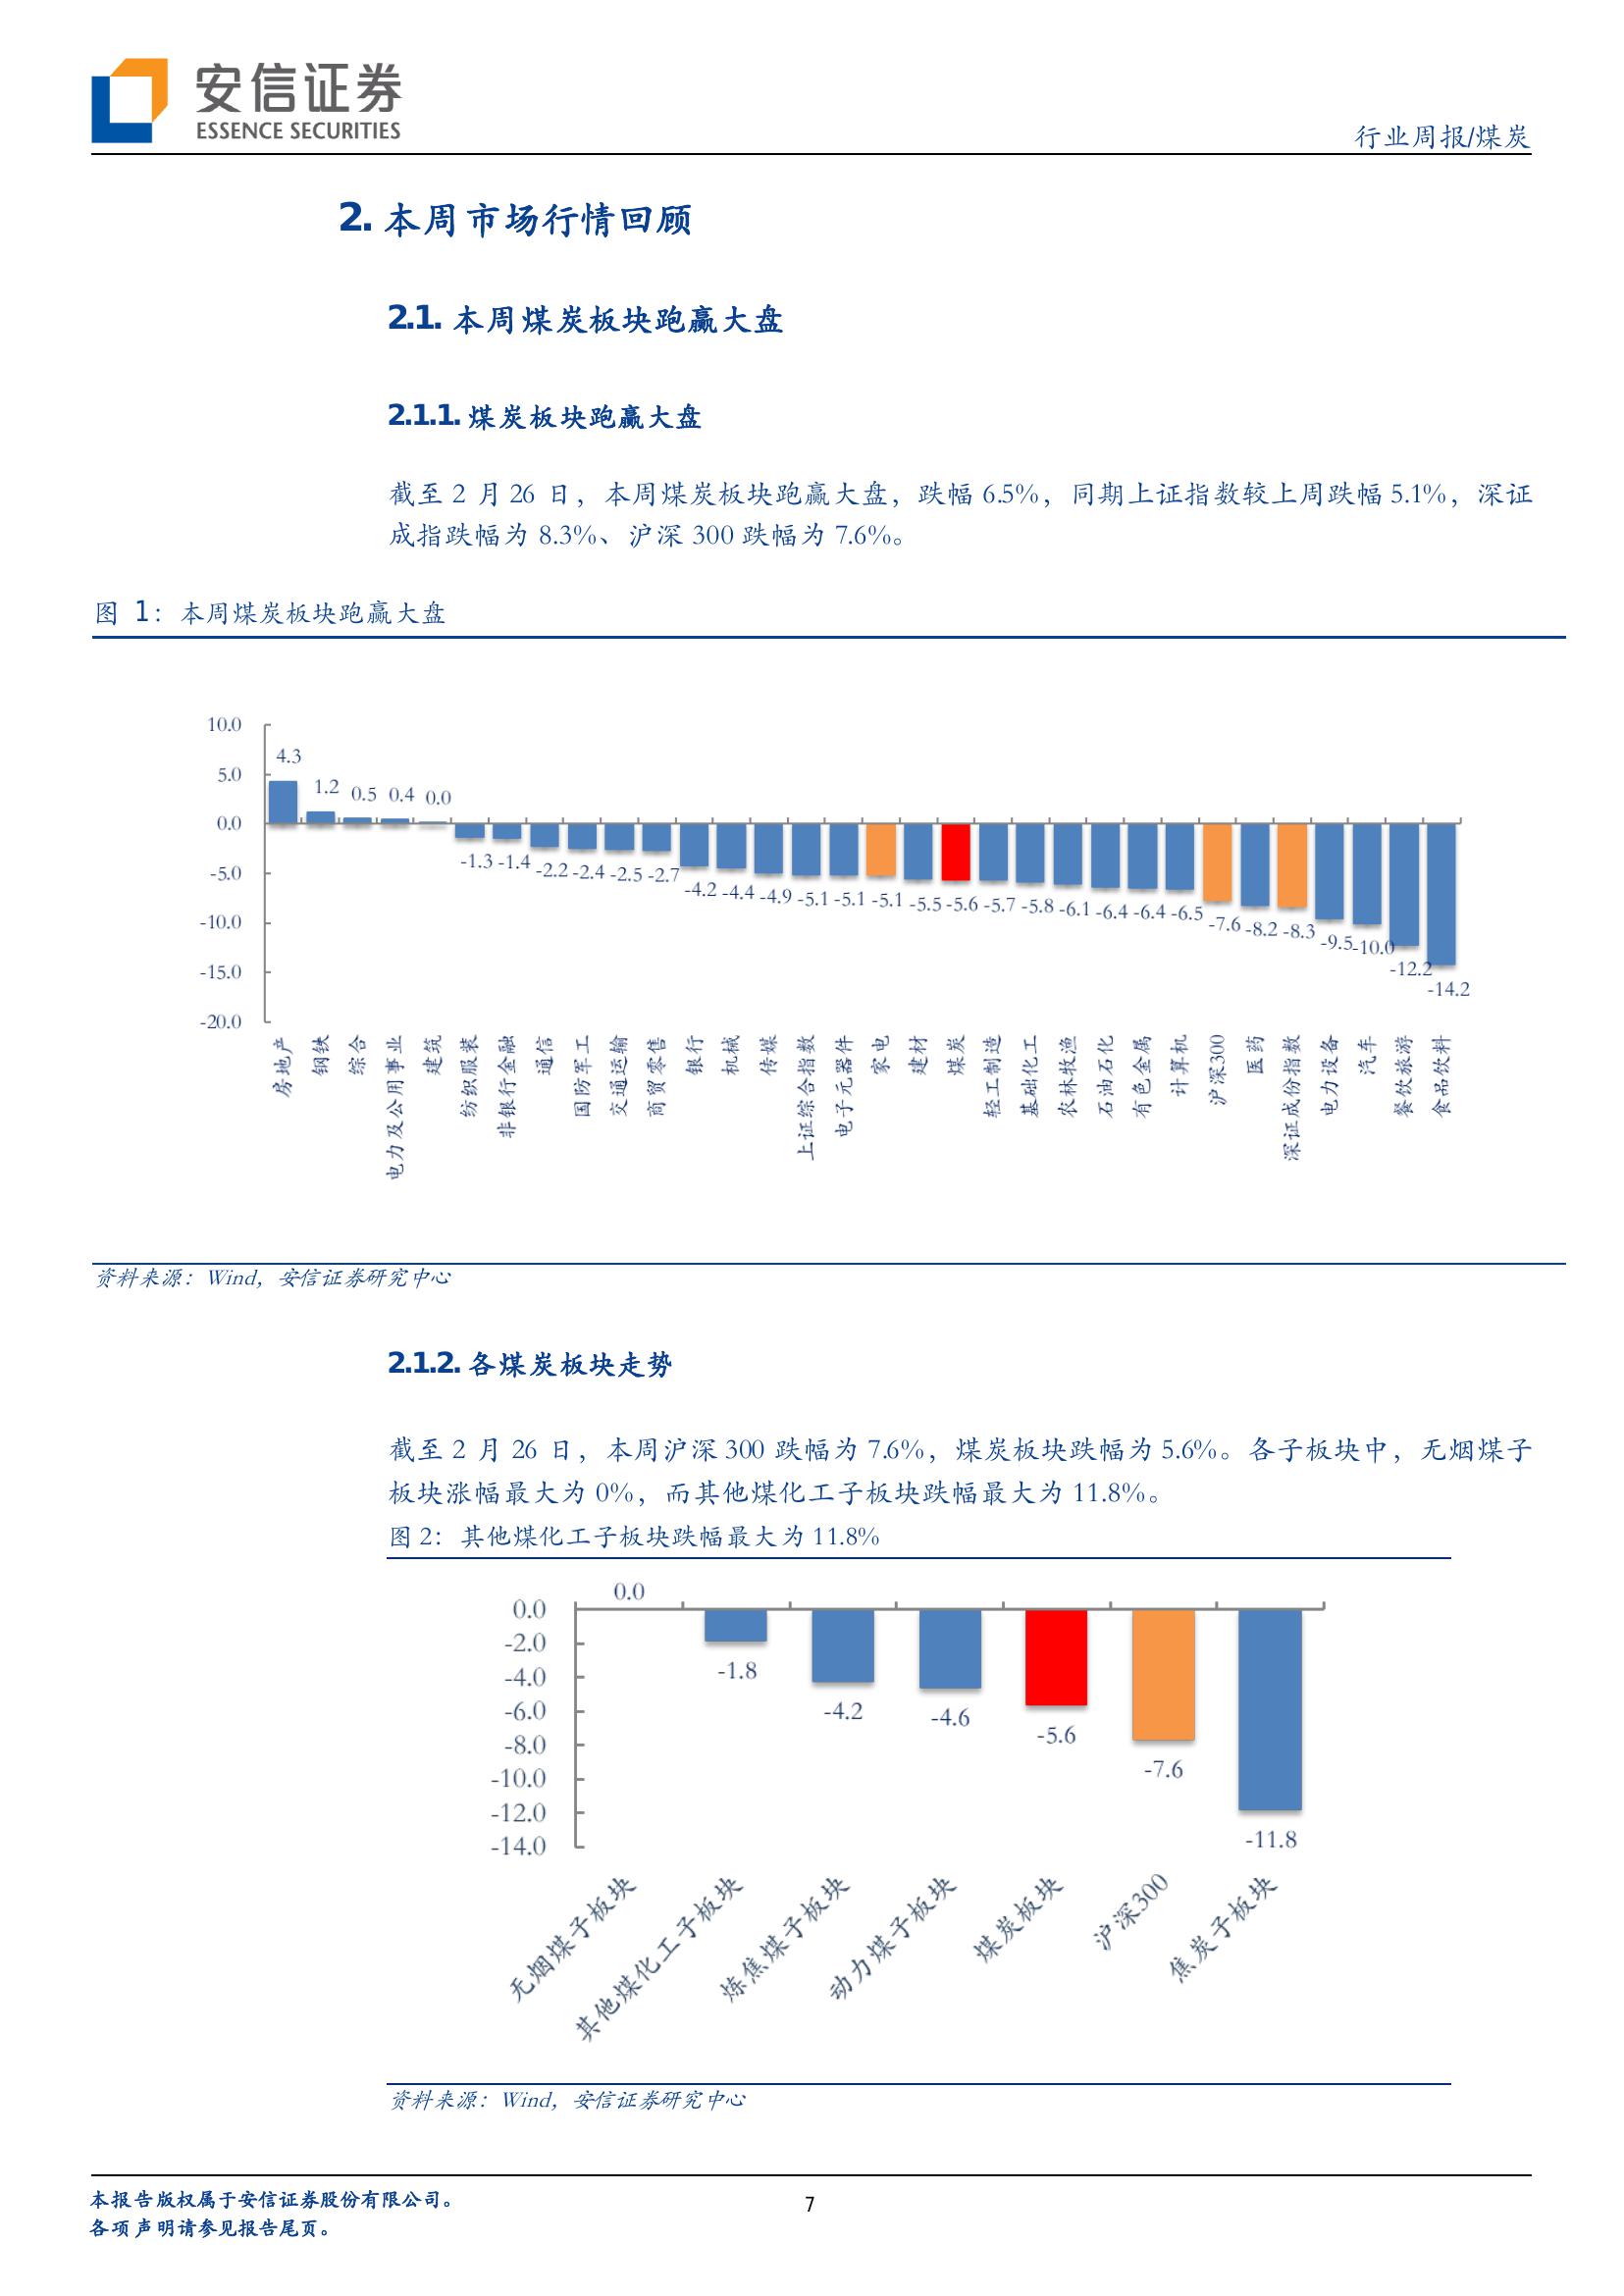 安信证券
ESSENCE SECURITIES
行业周报/煤炭
2. 本周市场行情回顾
2.1. 本周煤炭板块跑赢大盘
2.1.1. 煤炭板块跑赢大盘
截至 2 月 26 日，本周煤炭板块跑赢大盘，跌幅 6.5%，同期上证指数较上周跌幅 5.1%，深证
成指跌幅为 8.3%、沪深 300 跌幅为 7.6%。
图 1：本周煤炭板块跑赢大盘
10.0
5.0
0.0
-5.0
-10.0
-15.0
-20.0
4.3 1.2 0.5 0.4 0.0 -1.3 -1.4 -2.2 -2.4 -2.5 -2.7 -4.2 -4.4 -4.9 -5.1 -5.1 -5.1 -5.5 -5.6 -5.7 -5.8 -6.1 -6.4 -6.4 -6.5 -7.6 -8.2 -8.3 -9.5 -10.0 -12.2 -14.2
房地产
钢铁
综合
电力及公用事业
建筑
纺织服装
非银行金融
通信
国防军工
交通运输
商贸零售
银行
机械
传媒
上证综合指数
电子元器件
家电
建材
煤炭
轻工制造
基础化工
农林牧渔
石油石化
有色金属
计算机
沪深300
医药
深证成份指数
电力设备
汽车
餐饮旅游
食品饮料
资料来源：Wind，安信证券研究中心
2.1.2. 各煤炭板块走势
截至 2 月 26 日，本周沪深 300 跌幅为 7.6%，煤炭板块跌幅为 5.6%。各子板块中，无烟煤子
板块涨幅最大为 0%，而其他煤化工子板块跌幅最大为 11.8%。
图 2：其他煤化工子板块跌幅最大为 11.8%
0.0
-2.0
-4.0
-6.0
-8.0
-10.0
-12.0
-14.0
0.0 -1.8 -4.2 -4.6 -5.6 -7.6 -11.8
无烟煤子板块
其他煤化工子板块
炼焦煤子板块
动力煤子板块
煤炭板块
沪深300
焦炭子板块
资料来源：Wind，安信证券研究中心
本报告版权属于安信证券股份有限公司。
各项声明请参见报告尾页。
7